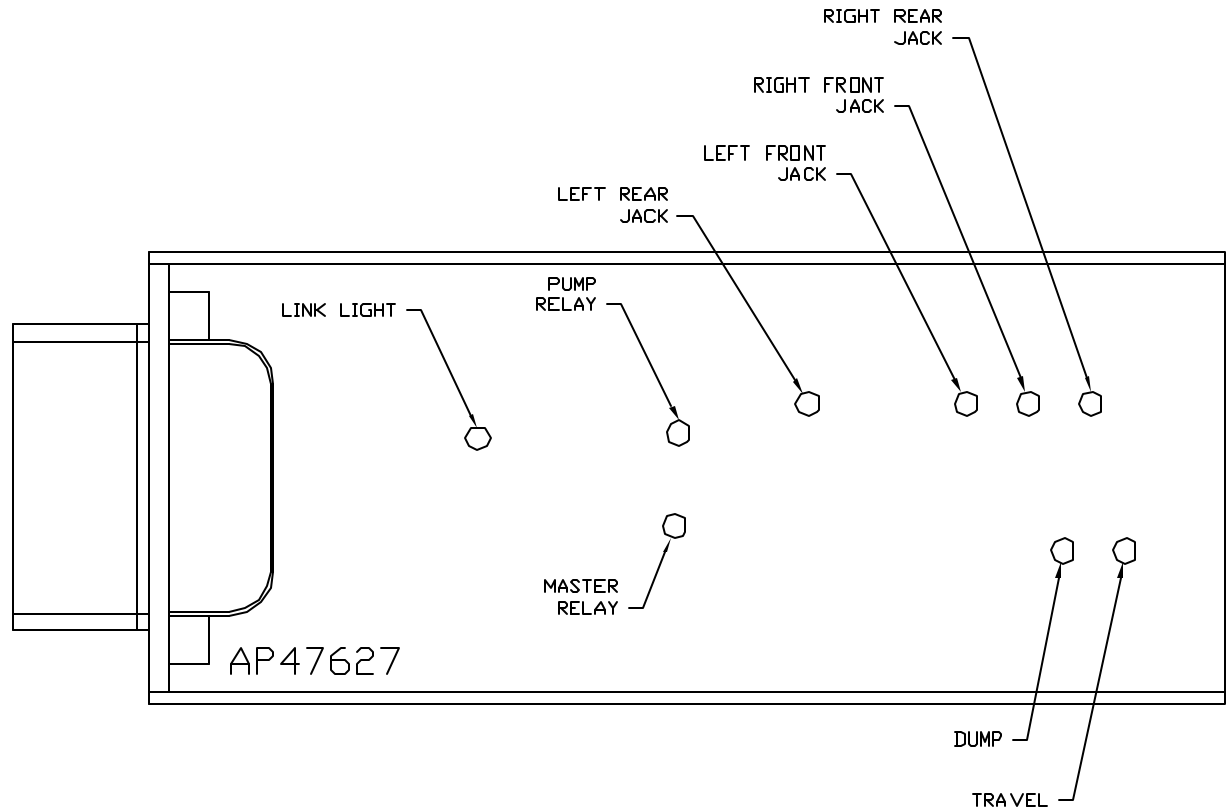 RIGHT REAR
JACK
RIGHT FRONT
JACK
LEFT FRONT
JACK
LEFT REAR
JACK
PUMP
RELAY
LINK LIGHT
MASTER
RELAY
AP47627
DUMP
TRAVEL